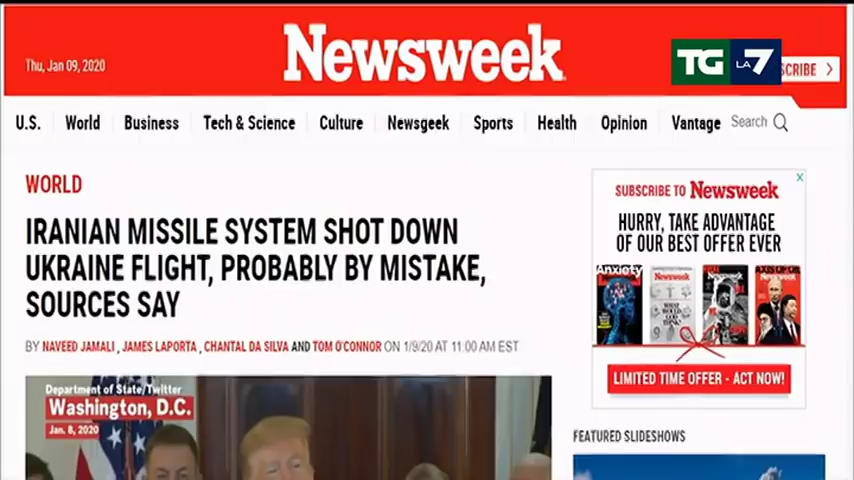 Newsweek
Thu, Jan 09, 2020
TG LA 7
SCRIBE >
U.S. World Business Tech & Science Culture Newsgeek Sports Health Opinion Vantage Search
WORLD
IRANIAN MISSILE SYSTEM SHOT DOWN
UKRAINE FLIGHT, PROBABLY BY MISTAKE,
SOURCES SAY
BY NAVEED JAMALI , JAMES LAPORTA , CHANTAL DA SILVA AND TOM O'CONNOR ON 1/9/20 AT 11:00 AM EST
Department of State/Twitter
Washington, D.C.
Jan. 8, 2020
X
SUBSCRIBE TO Newsweek
HURRY, TAKE ADVANTAGE
OF OUR BEST OFFER EVER
Anxiety
Newsweek
LIMITED TIME OFFER - ACT NOW!
FEATURED SLIDESHOWS